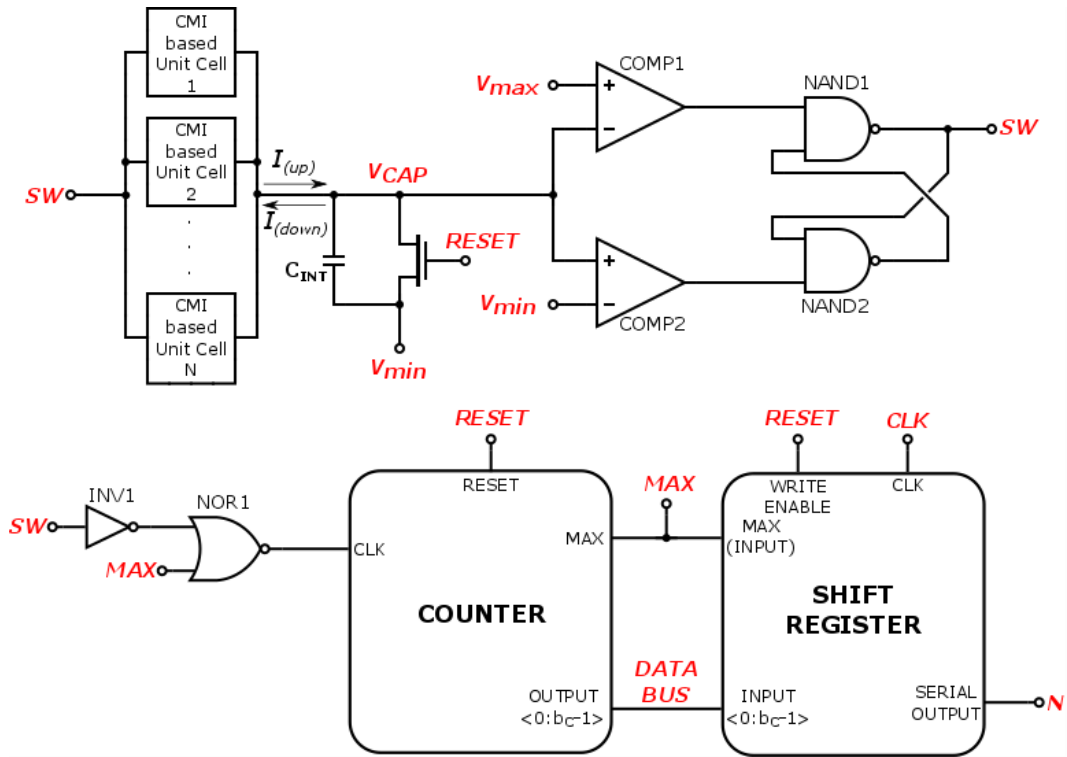 CMI
based
Unit Cell
1
CMI
based
Unit Cell
2
.
.
.
CMI
based
Unit Cell
N
SW
I(up)
I(down)
VCAP
CINT
RESET
Vmin
Vmax
+
−
COMP1
Vmin
+
−
COMP2
NAND1
NAND2
SW
SW
INV1
NOR1
MAX
RESET
RESET
CLK
MAX
COUNTER
OUTPUT
<0:bC-1>
MAX
DATA
BUS
RESET
CLK
WRITE
ENABLE
CLK
MAX
(INPUT)
SHIFT
REGISTER
INPUT
<0:bC-1>
SERIAL
OUTPUT
N